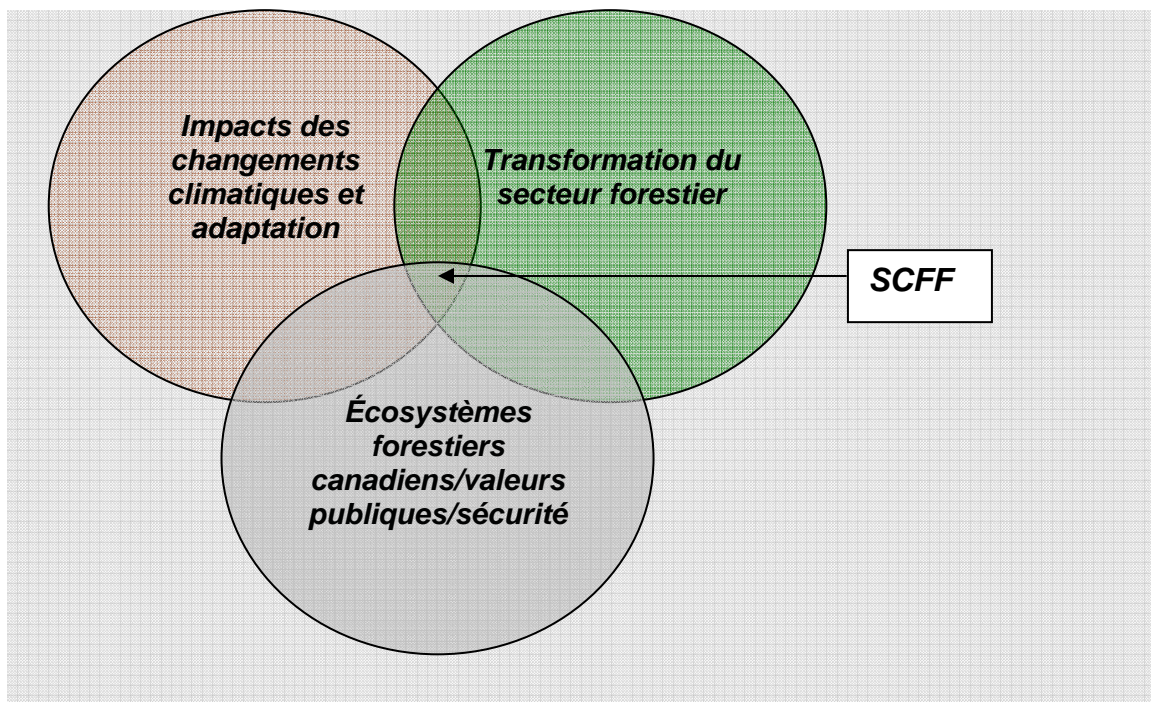 Impacts des
changements
climatiques et
adaptation
Transformation du
secteur forestier
SCFF
Écosystèmes
forestiers
canadiens/valeurs
publiques/sécurité